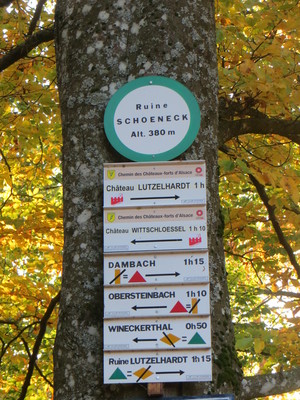 Ruine
SCHOENECK
Alt. 380 m
Chemin des Châteaux-forts d'Alsace
Château LUTZELHARDT 1 h
Chemin des Châteaux-forts d'Alsace
Château WITTSCHLOESSEL 1 h 10
DAMBACH 1h15
OBERSTEINBACH 1h10
WINECKERTHAL 0h50
Ruine LUTZELHARDT 1h15